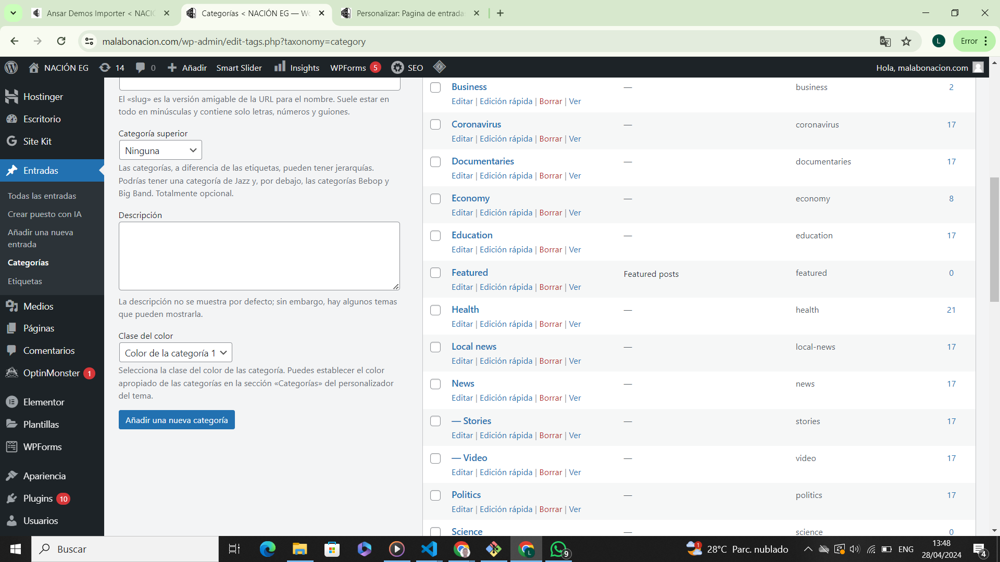 Ansar Demos Importer < NACIÓ
Categorías < NACIÓN EG — Wo
Personalizar: Pagina de entradas
malabonacion.com/wp-admin/edit-tags.php?taxonomy=category
L
Error
NACIÓN EG
14
0
Añadir
Smart Slider
Insights
WPForms 5
SEO
Hola, malabonacion.com
Hostinger
Escritorio
Site Kit
Entradas
Todas las entradas
Crear puesto con IA
Añadir una nueva
entrada
Categorías
Etiquetas
Medios
Páginas
Comentarios
OptinMonster 1
Elementor
Plantillas
WPForms
Apariencia
Plugins 10
Usuarios
El «slug» es la versión amigable de la URL para el nombre. Suele estar en
todo en minúsculas y contiene solo letras, números y guiones.
Categoría superior
Ninguna
Las categorías, a diferencia de las etiquetas, pueden tener jerarquías.
Podrías tener una categoría de Jazz y, por debajo, las categorías Bebop y
Big Band. Totalmente opcional.
Descripción
La descripción no se muestra por defecto; sin embargo, hay algunos temas
que pueden mostrarla.
Clase del color
Color de la categoría 1
Selecciona la clase del color de las categoría. Puedes establecer el color
apropiado de las categorías en la sección «Categorías» del personalizador
del tema.
Añadir una nueva categoría
Business — business 2
Editar | Edición rápida | Borrar | Ver
Coronavirus — coronavirus 17
Editar | Edición rápida | Borrar | Ver
Documentaries — documentaries 17
Editar | Edición rápida | Borrar | Ver
Economy — economy 8
Editar | Edición rápida | Borrar | Ver
Education — education 17
Editar | Edición rápida | Borrar | Ver
Featured Featured posts featured 0
Editar | Edición rápida | Borrar | Ver
Health — health 21
Editar | Edición rápida | Borrar | Ver
Local news — local-news 17
Editar | Edición rápida | Borrar | Ver
News — news 17
Editar | Edición rápida | Borrar | Ver
— Stories — stories 17
Editar | Edición rápida | Borrar | Ver
— Video — video 17
Editar | Edición rápida | Borrar | Ver
Politics — politics 17
Editar | Edición rápida | Borrar | Ver
Science — science 0
Buscar
L
9
1
28°C Parc. nublado
ENG
13:48
28/04/2024
4